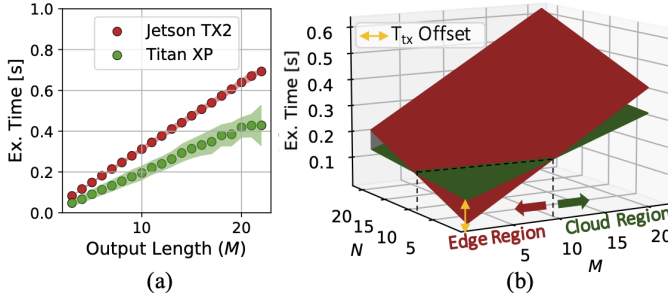 (a)
1.0
0.8
0.6
0.4
0.2
0.0
Ex. Time [s]
Jetson TX2
Titan XP
10
20
Output Length (M)
(a)
(b)
0.6
0.5
0.4
0.3
0.2
0.1
Ex. Time [s]
Ttx Offset
20
15
10
5
N
Edge Region
Cloud Region
5
10
15
20
M
(b)